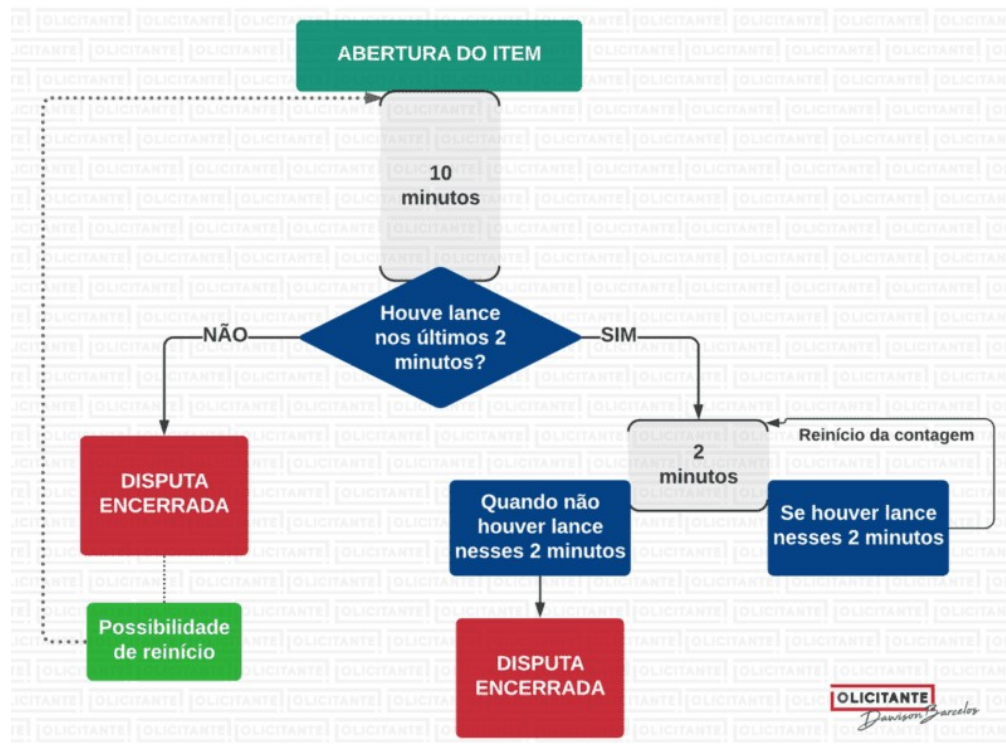 ABERTURA DO ITEM
10
minutos
Houve lance
nos últimos 2
minutos?
NÃO
SIM
DISPUTA
ENCERRADA
Possibilidade
de reinício
2
minutos
Reinício da contagem
Quando não
houver lance
nesses 2 minutos
Se houver lance
nesses 2 minutos
DISPUTA
ENCERRADA
OLICITANTE
Dawison Barcelos